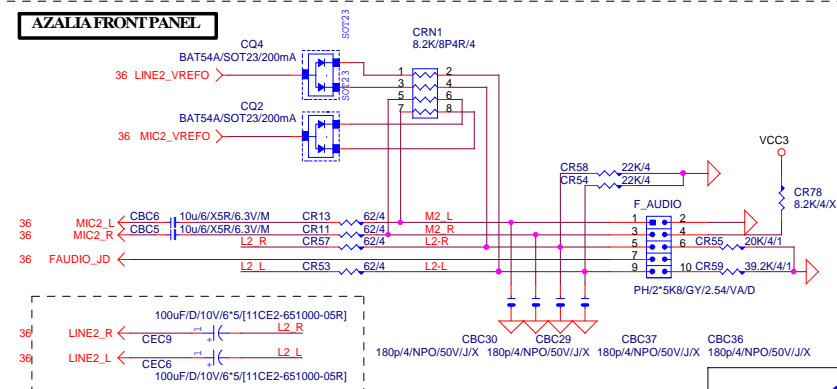 AZALIA FRONT PANEL
CQ4
BAT54A/SOT23/200mA
SOT23
CRN1
8.2K/8P4R/4
36 LINE2_VREFO
1 2
3 4
5 6
7 8
SOT23
CQ2
BAT54A/SOT23/200mA
36 MIC2_VREFO
VCC3
CR58 22K/4
CR54 22K/4
CR78
8.2K/4/X
F_AUDIO
36 MIC2_L CBC6 10u/6/X5R/6.3V/M CR13 62/4 M2_L 1 2
36 MIC2_R CBC5 10u/6/X5R/6.3V/M CR11 62/4 M2_R 3 4
L2_R CR57 62/4 L2-R 5 6 CR55 20K/4/1
36 FAUDIO_JD 7
L2_L CR53 62/4 L2-L 9 10 CR59 39.2K/4/1
PH/2*5K8/GY/2.54/VA/D
100uF/D/10V/6*5/[11CE2-651000-05R]
36 LINE2_R 1 + L2_R
CEC9
36 LINE2_L 1 + L2_L
CEC6
100uF/D/10V/6*5/[11CE2-651000-05R]
CBC30 CBC29 CBC37 CBC36
180p/4/NPO/50V/J/X 180p/4/NPO/50V/J/X 180p/4/NPO/50V/J/X 180p/4/NPO/50V/J/X